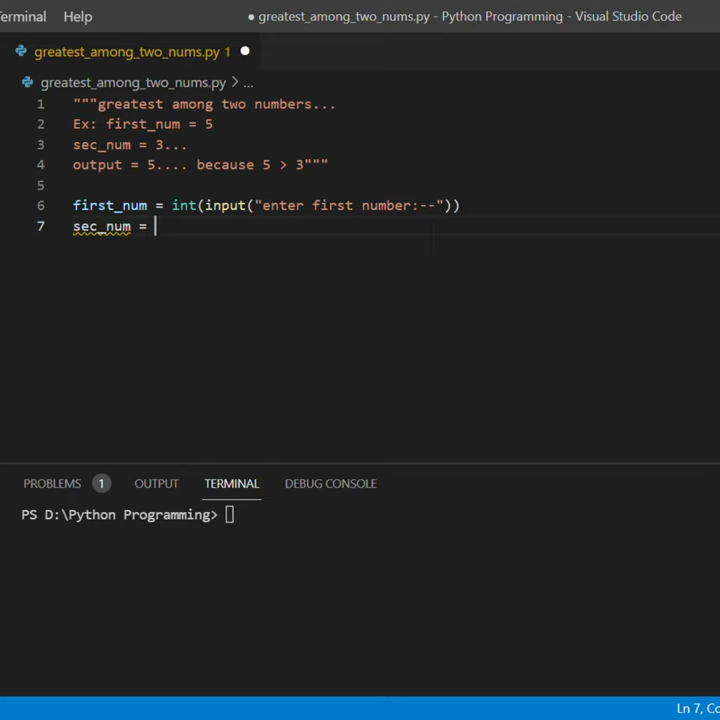 Terminal Help ● greatest_among_two_nums.py - Python Programming - Visual Studio Code
greatest_among_two_nums.py 1 ●
greatest_among_two_nums.py > ...
1 """greatest among two numbers...
2 Ex: first_num = 5
3 sec_num = 3...
4 output = 5.... because 5 > 3"""
5
6 first_num = int(input("enter first number:--"))
7 sec_num =
PROBLEMS 1 OUTPUT TERMINAL DEBUG CONSOLE
PS D:\Python Programming>
Ln 7, Co